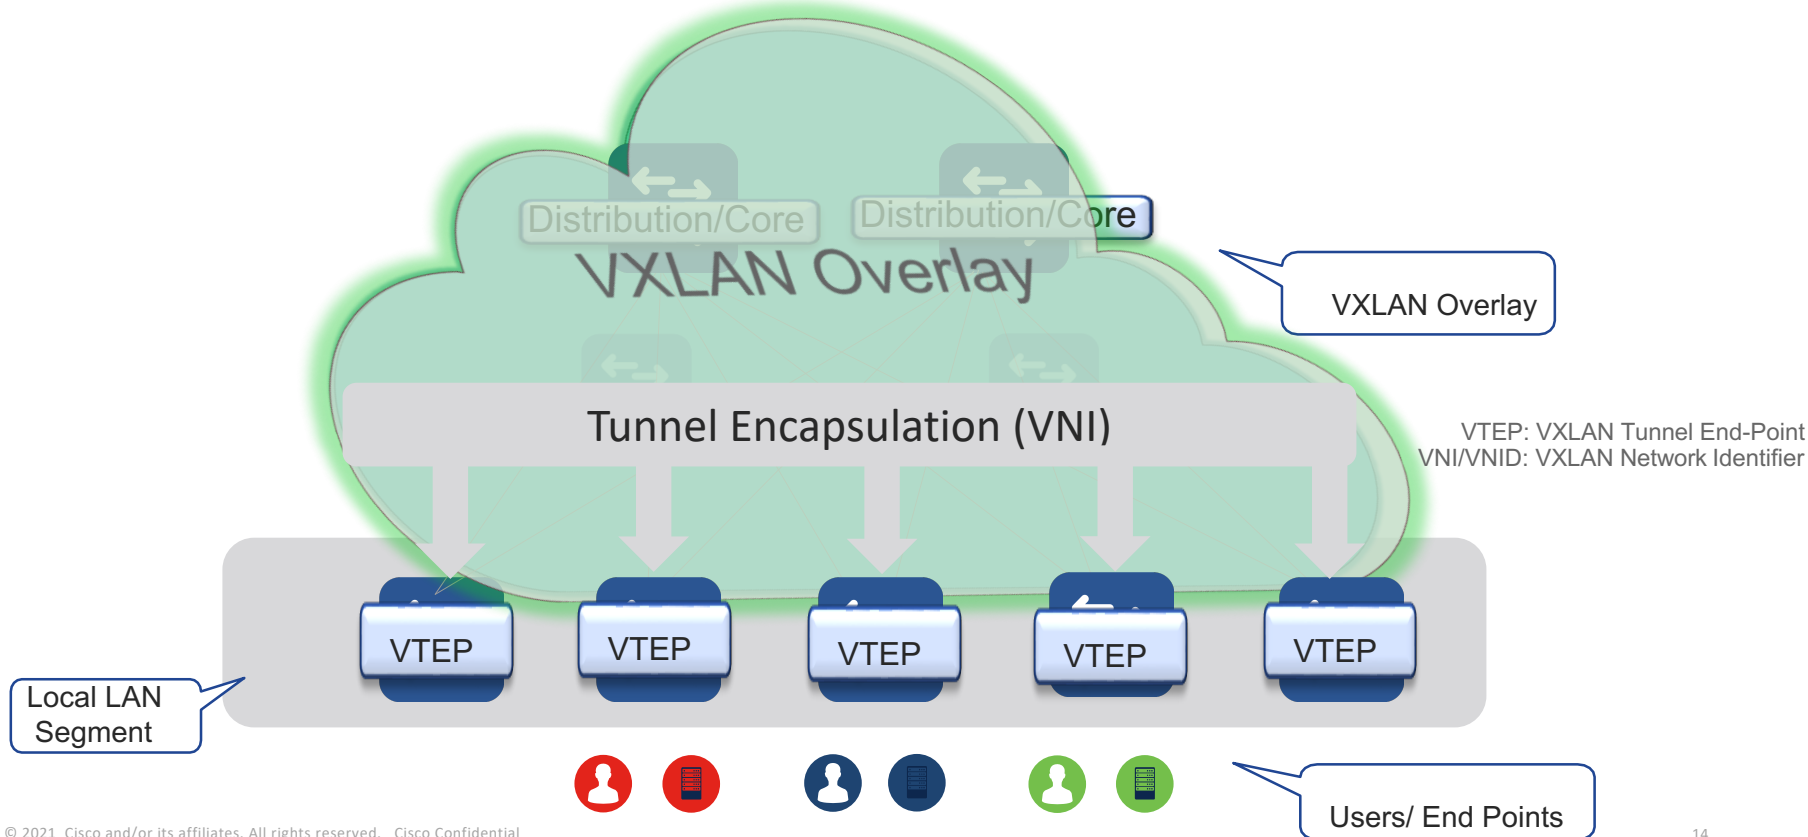 Distribution/Core
Distribution/Core
VXLAN Overlay
VXLAN Overlay
Tunnel Encapsulation (VNI)
VTEP: VXLAN Tunnel End-Point
VNI/VNID: VXLAN Network Identifier
VTEP
VTEP
VTEP
VTEP
VTEP
Local LAN
Segment
Users/ End Points
© 2021 Cisco and/or its affiliates. All rights reserved. Cisco Confidential
14